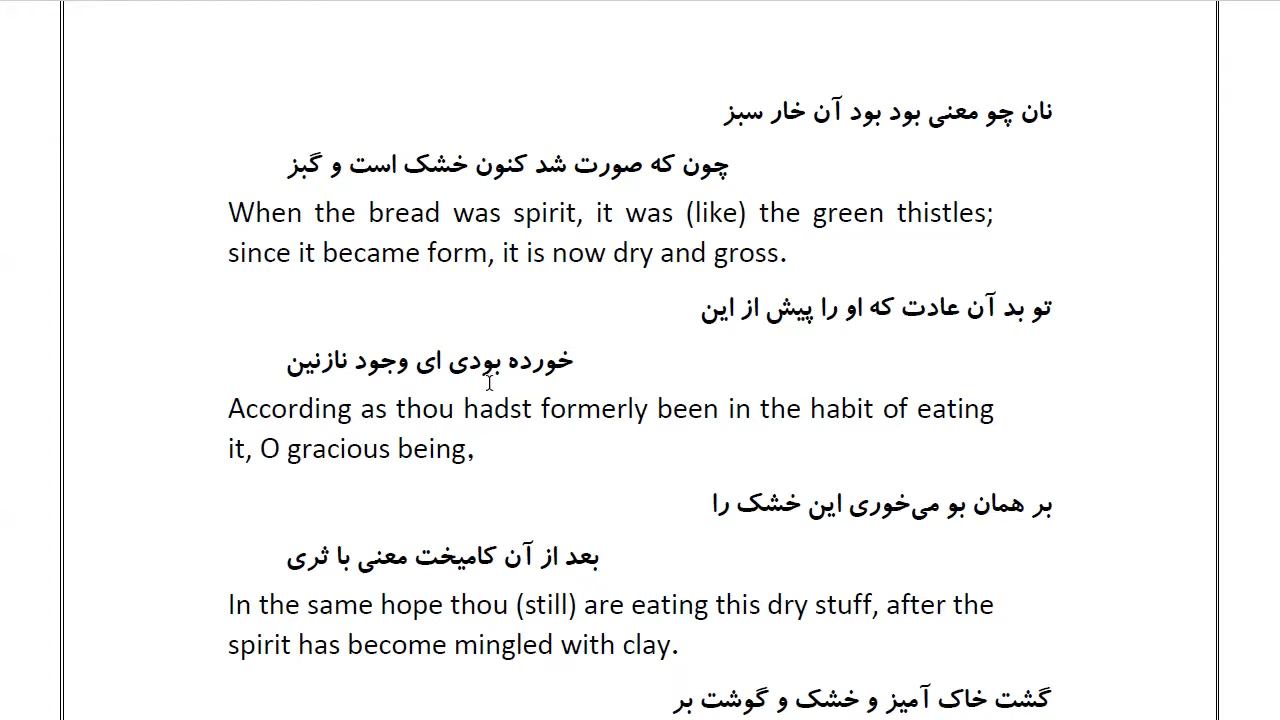 نان چو معنی بود بود آن خار سبز
چون که صورت شد کنون خشک است و گبز
When the bread was spirit, it was (like) the green thistles;
since it became form, it is now dry and gross.
تو بد آن عادت که او را پیش از این
خورده بودی ای وجود نازنین
According as thou hadst formerly been in the habit of eating
it, O gracious being,
بر همان بو می‌خوری این خشک را
بعد از آن کامیخت معنی با ثری
In the same hope thou (still) are eating this dry stuff, after the
spirit has become mingled with clay.
گشت خاک آمیز و خشک و گوشت بر